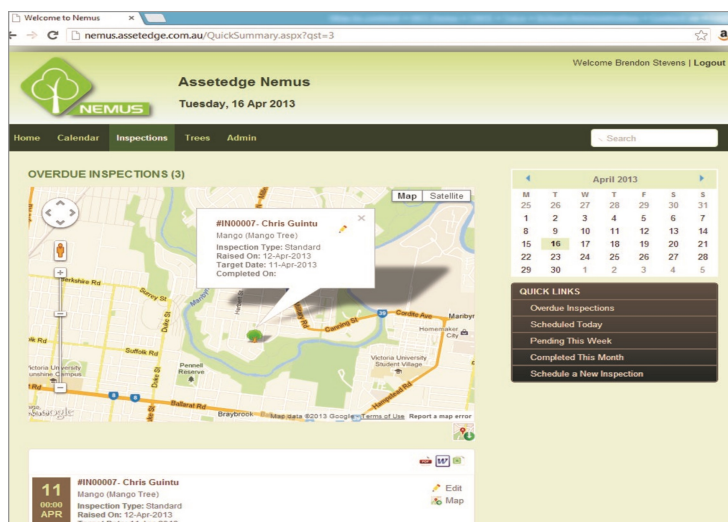 Welcome to Nemus
nemus.assetedge.com.au/QuickSummary.aspx?qst=3
Welcome Brendon Stevens | Logout
NEMUS
Assetedge Nemus
Tuesday, 16 Apr 2013
Home Calendar Inspections Trees Admin
Search
OVERDUE INSPECTIONS (3)
Map Satellite
#IN00007- Chris Guintu
Mango (Mango Tree)
Inspection Type: Standard
Raised On: 12-Apr-2013
Target Date: 11-Apr-2013
Completed On:
Berkshire Rd
Surrey St
Duke St
Suffolk Rd
Duke St
Pennell
Reserve
Canning St
Cordite Ave
Homemaker
City
Victoria University
Student Village
Hampstead Rd
Ballarat Rd
Braybrook
Map data ©2013 Google - Terms of Use Report a map error
April 2013
M T W T F S S
25 26 27 28 29 30 31
1 2 3 4 5 6 7
8 9 10 11 12 13 14
15 16 17 18 19 20 21
22 23 24 25 26 27 28
29 30 1 2 3 4 5
QUICK LINKS
Overdue Inspections
Scheduled Today
Pending This Week
Completed This Month
Schedule a New Inspection
11
00:00
APR
#IN00007- Chris Guintu
Mango (Mango Tree)
Inspection Type: Standard
Raised On: 12-Apr-2013
Edit
Map